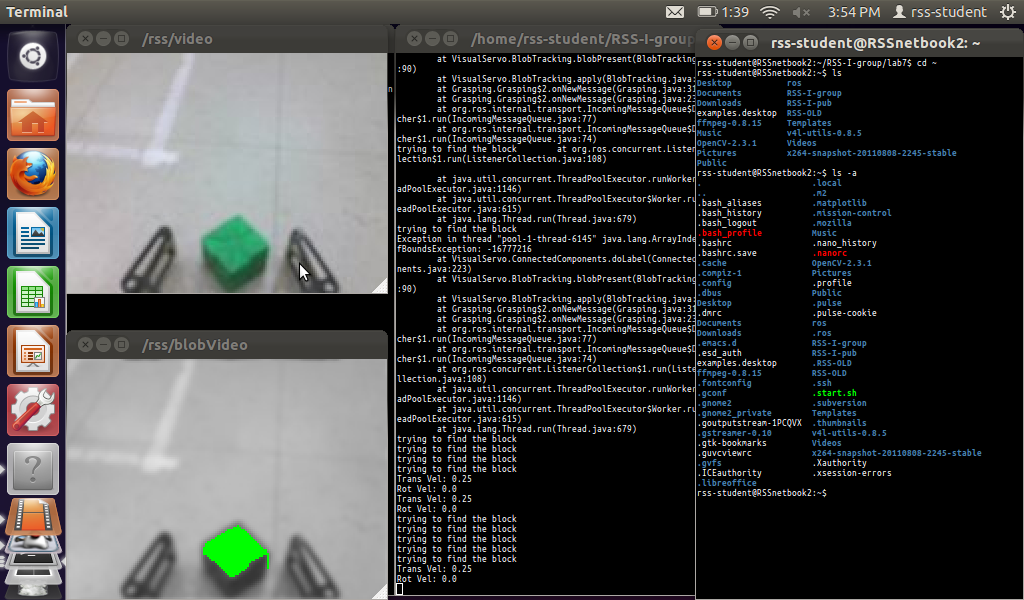 Terminal
1:39
3:54 PM
rss-student
/rss/video
/rss/blobVideo
/home/rss-student/RSS-I-group
at VisualServo.BlobTracking.blobPresent(BlobTracking
:90)
at VisualServo.BlobTracking.apply(BlobTracking.java:
at Grasping.Grasping$2.onNewMessage(Grasping.java:31
at Grasping.Grasping$2.onNewMessage(Grasping.java:23
at org.ros.internal.transport.IncomingMessageQueue$D
cher$1.run(IncomingMessageQueue.java:77)
at org.ros.internal.transport.IncomingMessageQueue$D
cher$1.run(IncomingMessageQueue.java:74)
trying to find the block at org.ros.concurrent.Listen
lection$1.run(ListenerCollection.java:108)
at java.util.concurrent.ThreadPoolExecutor.runWorker
adPoolExecutor.java:1146)
at java.util.concurrent.ThreadPoolExecutor$Worker.ru
eadPoolExecutor.java:615)
at java.lang.Thread.run(Thread.java:679)
trying to find the block
Exception in thread "pool-1-thread-6145" java.lang.ArrayInde
fBoundsException: -16777216
at VisualServo.ConnectedComponents.doLabel(Connected
nents.java:223)
at VisualServo.BlobTracking.blobPresent(BlobTracking
:90)
at VisualServo.BlobTracking.apply(BlobTracking.java:
at Grasping.Grasping$2.onNewMessage(Grasping.java:31
at Grasping.Grasping$2.onNewMessage(Grasping.java:23
at org.ros.internal.transport.IncomingMessageQueue$D
cher$1.run(IncomingMessageQueue.java:77)
at org.ros.internal.transport.IncomingMessageQueue$D
cher$1.run(IncomingMessageQueue.java:74)
at org.ros.concurrent.ListenerCollection$1.run(Liste
llection.java:108)
at java.util.concurrent.ThreadPoolExecutor.runWorker
adPoolExecutor.java:1146)
at java.util.concurrent.ThreadPoolExecutor$Worker.ru
eadPoolExecutor.java:615)
at java.lang.Thread.run(Thread.java:679)
trying to find the block
trying to find the block
trying to find the block
trying to find the block
Trans Vel: 0.25
Rot Vel: 0.0
Trans Vel: 0.25
Rot Vel: 0.0
trying to find the block
trying to find the block
trying to find the block
trying to find the block
trying to find the block
Trans Vel: 0.25
Rot Vel: 0.0
rss-student@RSSnetbook2: ~
rss-student@RSSnetbook2:~/RSS-I-group/lab7$ cd ~
rss-student@RSSnetbook2:~$ ls
Desktop ros
Documents RSS-I-group
Downloads RSS-I-pub
examples.desktop RSS-OLD
ffmpeg-0.8.15 Templates
Music v4l-utils-0.8.5
OpenCV-2.3.1 Videos
Pictures x264-snapshot-20110808-2245-stable
Public
rss-student@RSSnetbook2:~$ ls -a
. .local
.. .m2
.bash_aliases .matplotlib
.bash_history .mission-control
.bash_logout .mozilla
.bash_profile Music
.bashrc .nano_history
.bashrc.save .nanorc
.cache OpenCV-2.3.1
.compiz-1 Pictures
.config .profile
.dbus Public
Desktop .pulse
.dmrc .pulse-cookie
Documents ros
Downloads .ros
.emacs.d RSS-I-group
.esd_auth RSS-I-pub
examples.desktop .RSS-OLD
ffmpeg-0.8.15 RSS-OLD
.fontconfig .ssh
.gconf .start.sh
.gnome2 .subversion
.gnome2_private Templates
.goutputstream-1PCQVX .thumbnails
.gstreamer-0.10 v4l-utils-0.8.5
.gtk-bookmarks Videos
.guvcviewrc x264-snapshot-20110808-2245-stable
.gvfs .Xauthority
.ICEauthority .xsession-errors
.libreoffice
rss-student@RSSnetbook2:~$